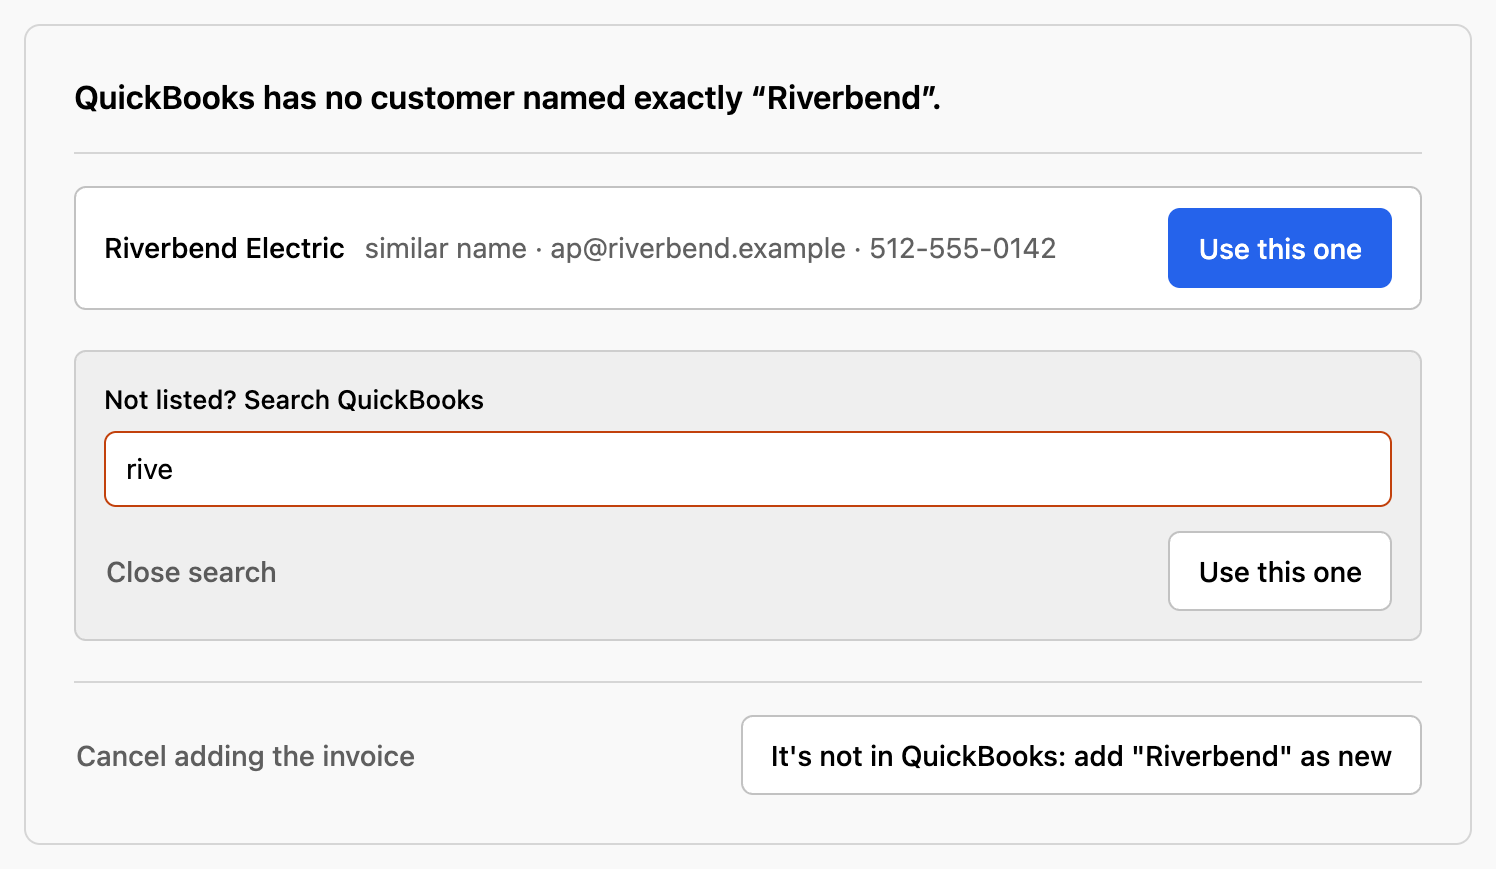 QuickBooks has no customer named exactly “Riverbend”.
Riverbend Electric similar name · ap@riverbend.example · 512-555-0142 Use this one
Not listed? Search QuickBooks
rive
Close search Use this one
Cancel adding the invoice It's not in QuickBooks: add "Riverbend" as new